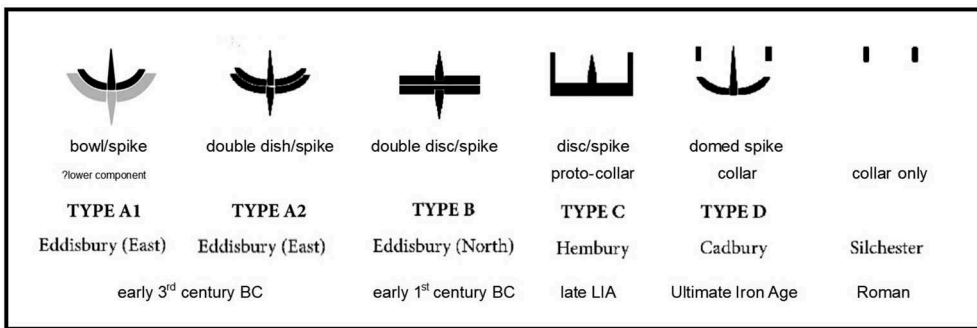 bowl/spike double dish/spike double disc/spike disc/spike domed spike
?lower component proto-collar collar collar only
TYPE A1 TYPE A2 TYPE B TYPE C TYPE D
Eddisbury (East) Eddisbury (East) Eddisbury (North) Hembury Cadbury Silchester
early 3rd century BC early 1st century BC late LIA Ultimate Iron Age Roman